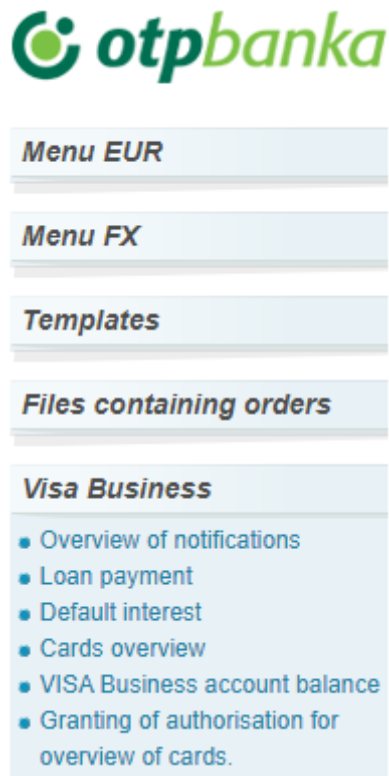 otpbanka
Menu EUR
Menu FX
Templates
Files containing orders
Visa Business
Overview of notifications
Loan payment
Default interest
Cards overview
VISA Business account balance
Granting of authorisation for
overview of cards.